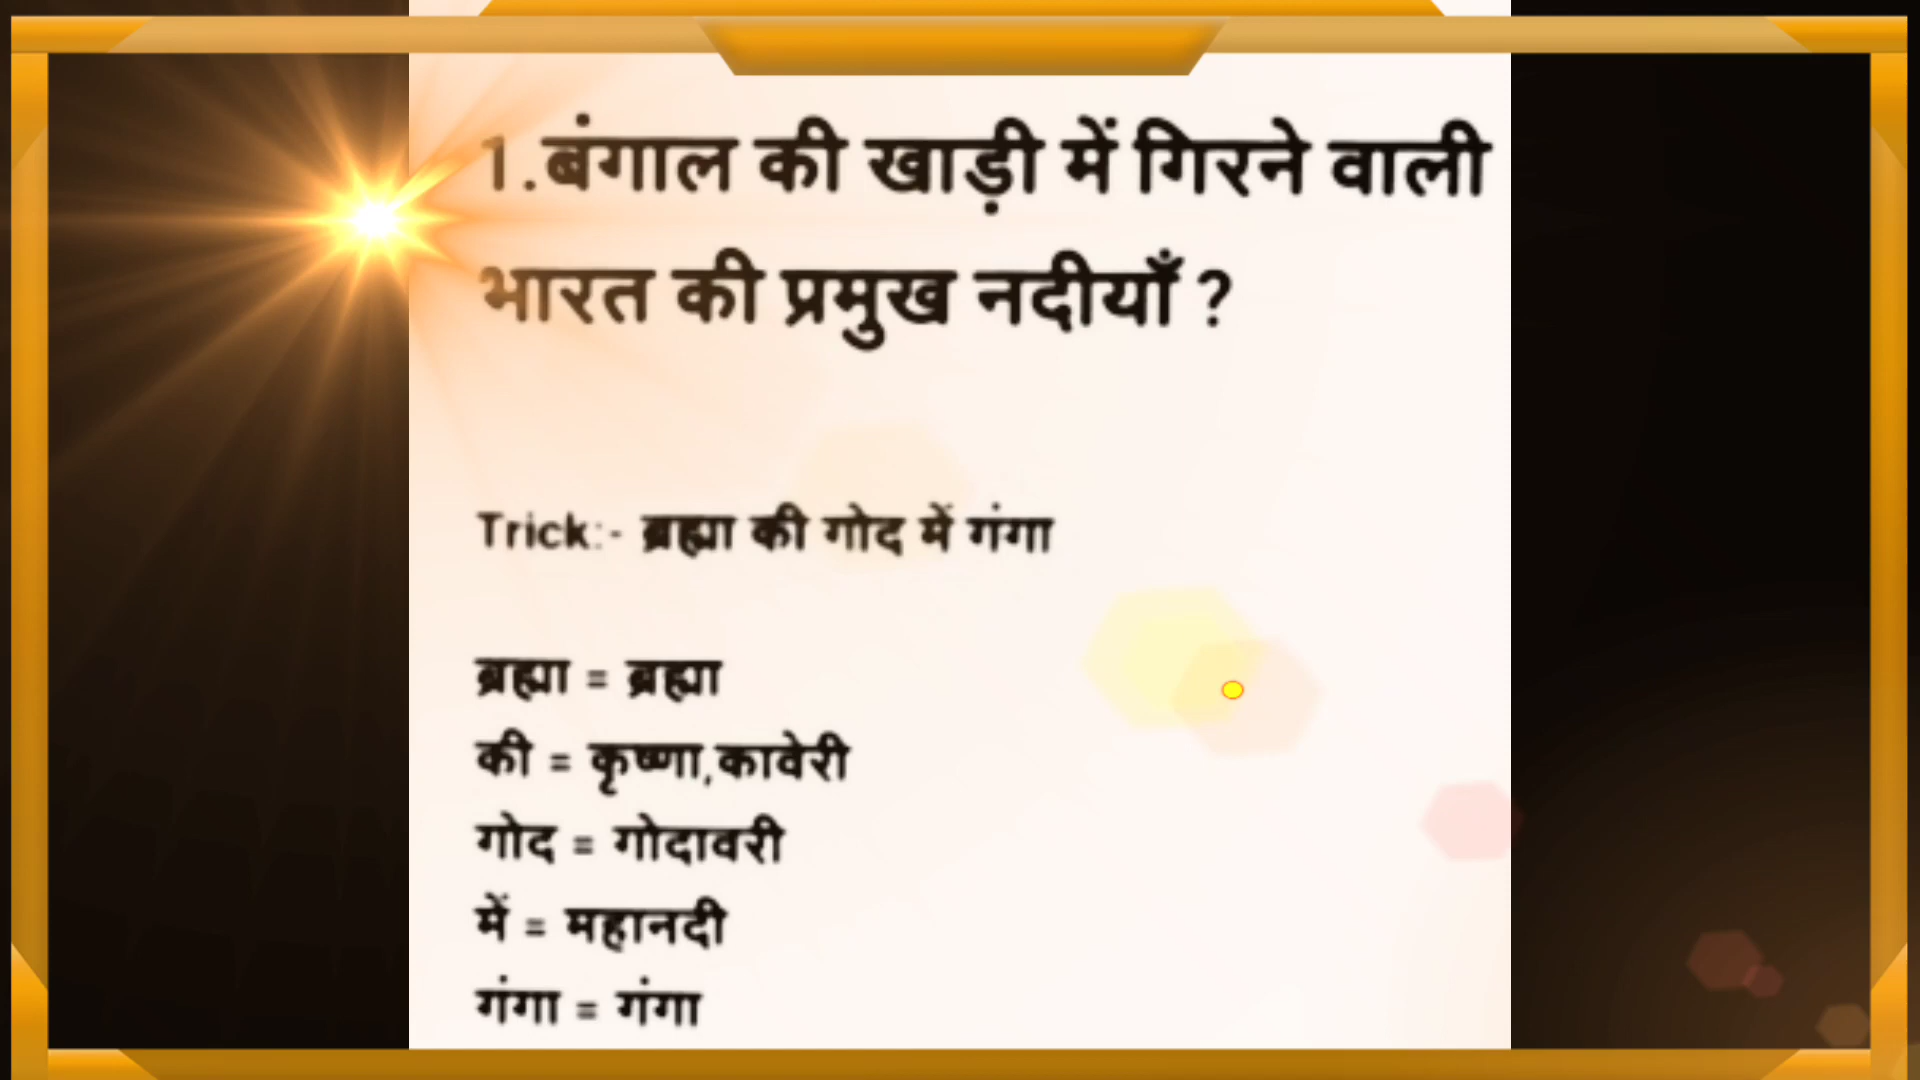 1.बंगाल की खाड़ी में गिरने वाली
भारत की प्रमुख नदीयाँ ?
Trick:- ब्रह्मा की गोद में गंगा
ब्रह्मा = ब्रह्मा
की = कृष्णा,कावेरी
गोद = गोदावरी
में = महानदी
गंगा = गंगा